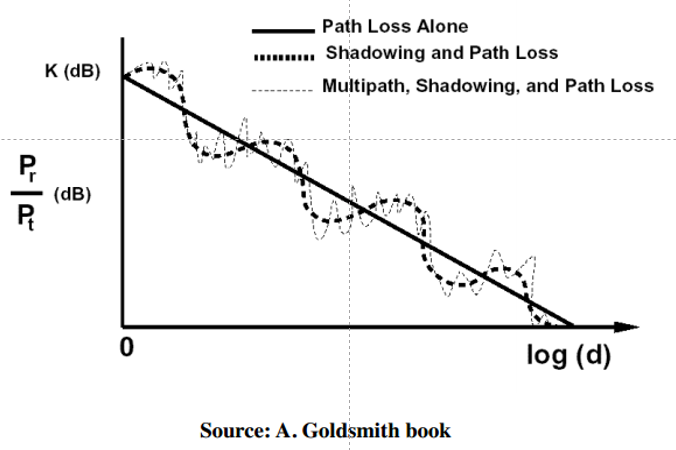 Path Loss Alone
Shadowing and Path Loss
Multipath, Shadowing, and Path Loss
K (dB)
Pr
Pt
(dB)
0
log (d)
Source: A. Goldsmith book